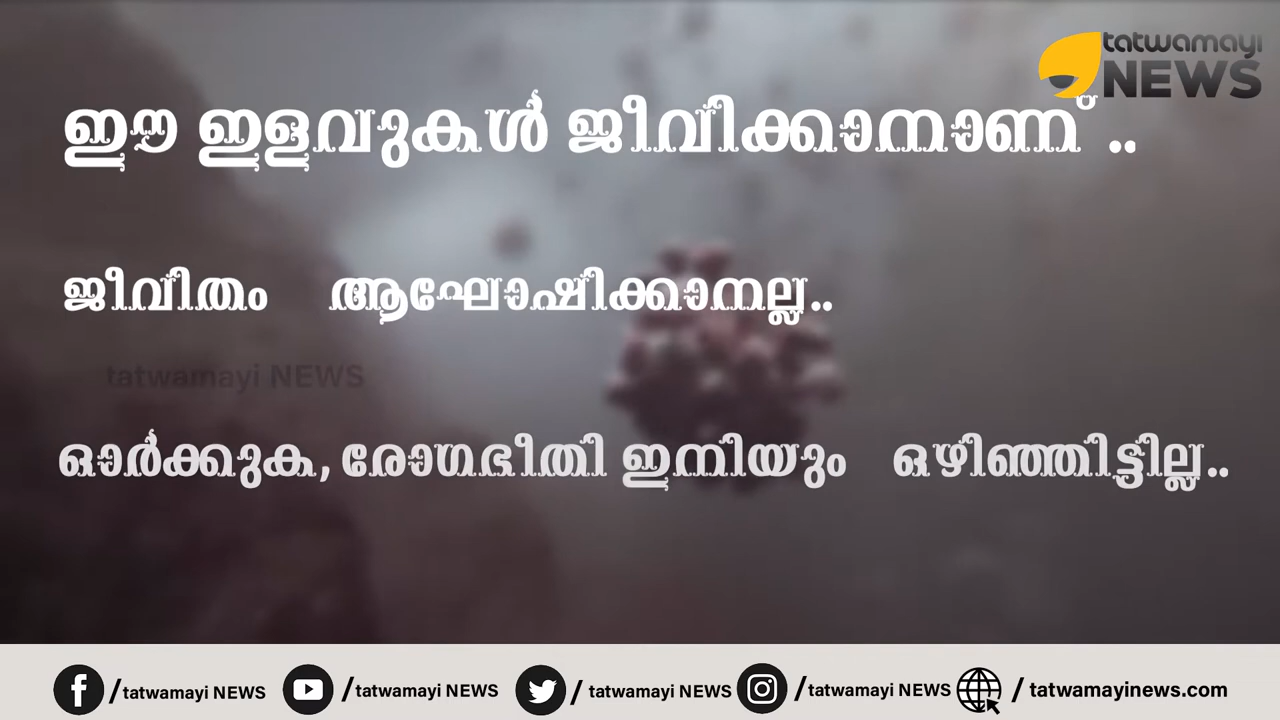 tatwamayi
NEWS
ഈ ഇളവുകൾ ജീവിക്കാനാണ് ..
ജീവിതം ആഘോഷിക്കാനല്ല..
tatwamayi NEWS
ഓർക്കുക, രോഗഭീതി ഇനിയും ഒഴിഞ്ഞിട്ടില്ല..
/tatwamayi NEWS /tatwamayi NEWS / tatwamayi NEWS /tatwamayi NEWS / tatwamayinews.com